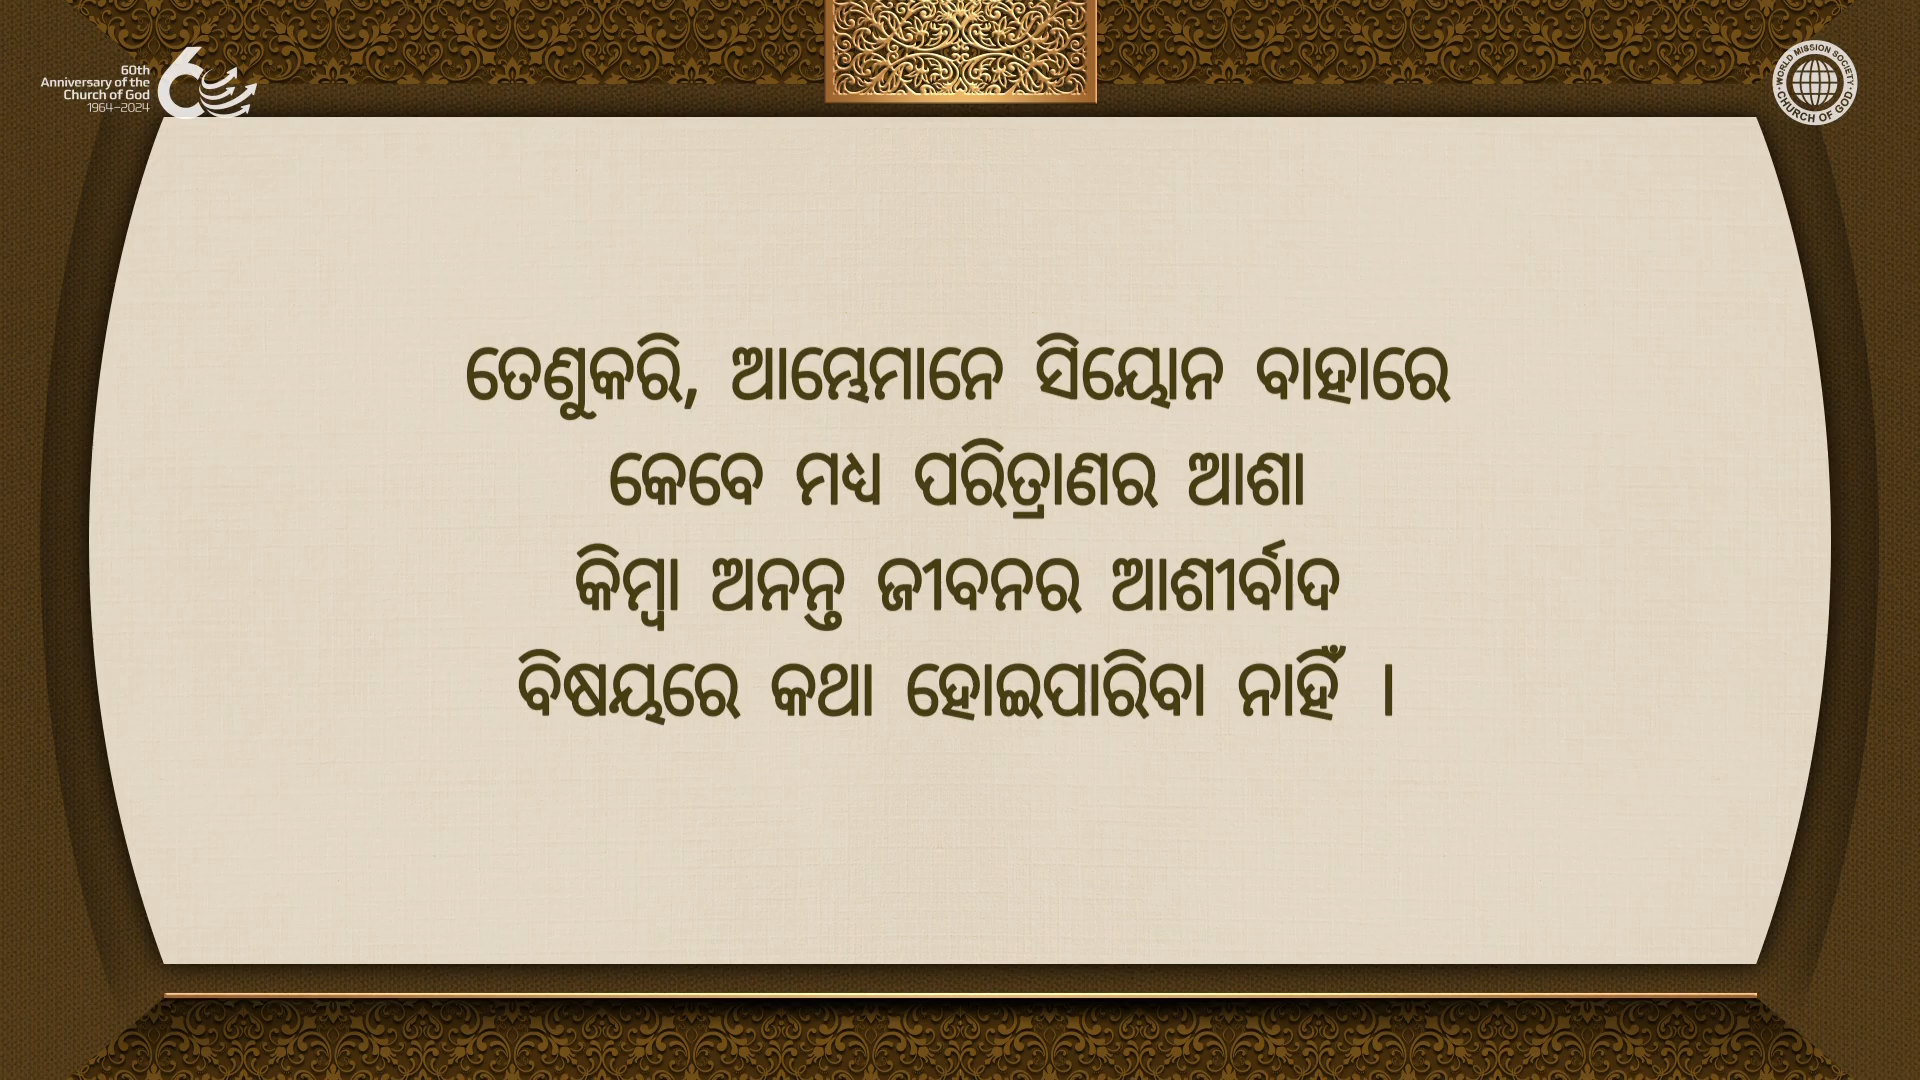 60th
Anniversary of the
Church of God
1964–2024
WORLD MISSION SOCIETY
CHURCH OF GOD
ତେଣୁକରି, ଆମ୍ଭେମାନେ ସିୟୋନ ବାହାରେ
କେବେ ମଧ୍ୟ ପରିତ୍ରାଣର ଆଶା
କିମ୍ବା ଅନନ୍ତ ଜୀବନର ଆଶୀର୍ବାଦ
ବିଷୟରେ କଥା ହୋଇପାରିବା ନାହିଁ ।